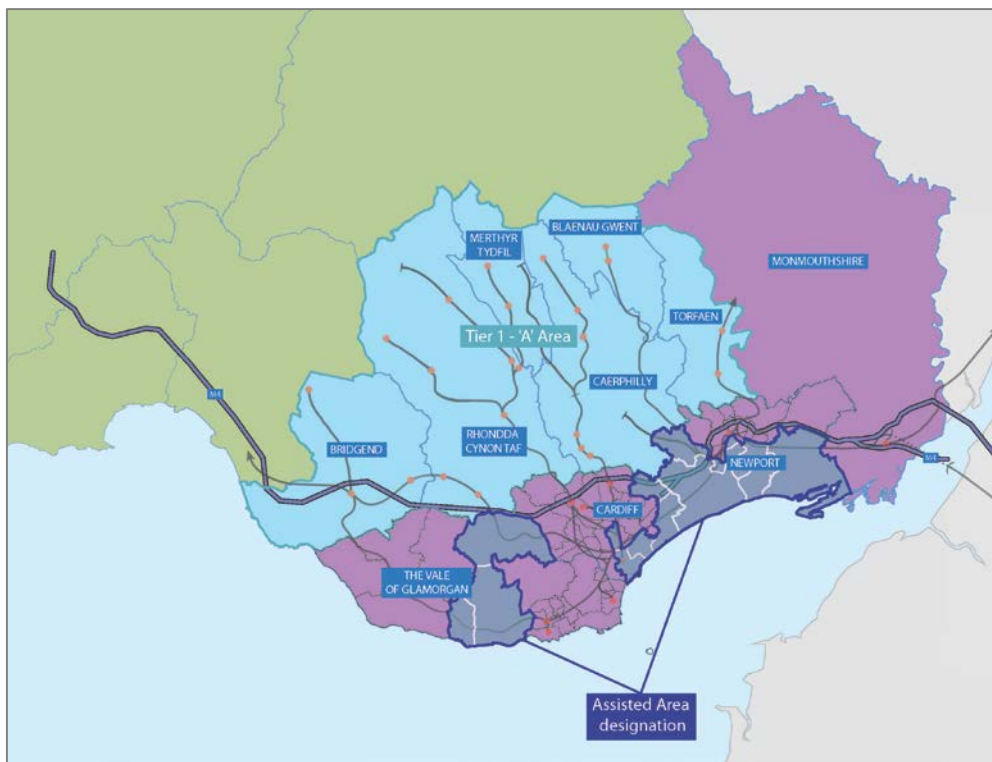 BLAENAU GWENT
MERTHYR
TYDFIL
MONMOUTHSHIRE
TORFAEN
Tier 1 - 'A' Area
CAERPHILLY
M4
BRIDGEND
RHONDDA
CYNON TAF
M4
NEWPORT
CARDIFF
THE VALE
OF GLAMORGAN
Assisted Area
designation